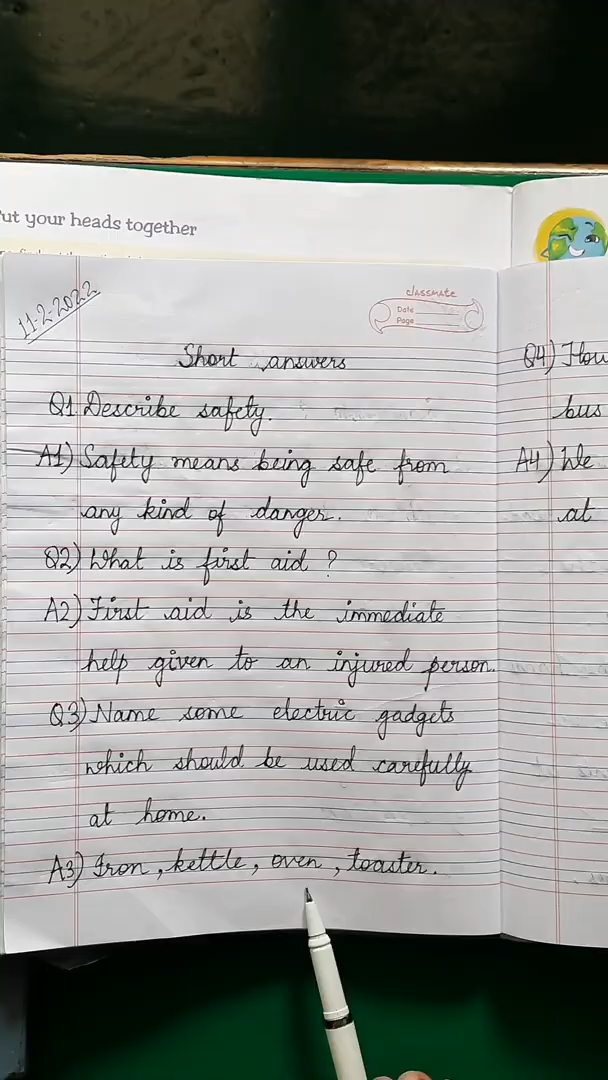 ut your heads together
11-2-2022
classmate
Date
Page
Short answers
Q1 Describe safety.
A1) Safety means being safe from
any kind of danger.
Q2) What is first aid ?
A2) First aid is the immediate
help given to an injured person.
Q3) Name some electric gadgets
which should be used carefully
at home.
A3) Iron, kettle, oven, toaster.
Q4) How
bus
A4) We
at